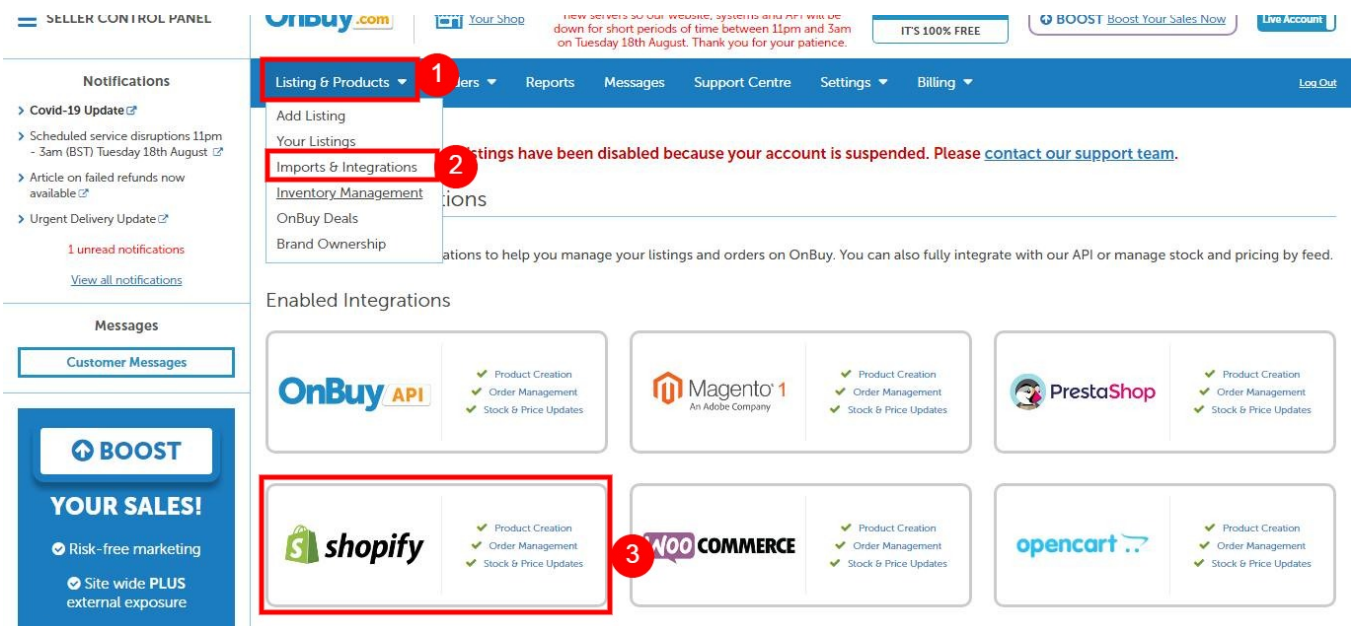 SELLER CONTROL PANEL
OnBuy.com
Your Shop
new servers so our website, systems and API will be
down for short periods of time between 11pm and 3am
on Tuesday 18th August. Thank you for your patience.
IT'S 100% FREE
BOOST Boost Your Sales Now
Live Account
Notifications
Covid-19 Update
Scheduled service disruptions 11pm
- 3am (BST) Tuesday 18th August
Article on failed refunds now
available
Urgent Delivery Update
1 unread notifications
View all notifications
Messages
Customer Messages
BOOST
YOUR SALES!
Risk-free marketing
Site wide PLUS
external exposure
Listing & Products 1 ders Reports Messages Support Centre Settings Billing Log Out
Add Listing
Your Listings
Imports & Integrations 2
Inventory Management
OnBuy Deals
Brand Ownership
stings have been disabled because your account is suspended. Please contact our support team.
ions
ations to help you manage your listings and orders on OnBuy. You can also fully integrate with our API or manage stock and pricing by feed.
Enabled Integrations
OnBuy API
Product Creation
Order Management
Stock & Price Updates
Magento 1
An Adobe Company
Product Creation
Order Management
Stock & Price Updates
PrestaShop
Product Creation
Order Management
Stock & Price Updates
shopify
Product Creation
Order Management
Stock & Price Updates
3
WOO COMMERCE
Product Creation
Order Management
Stock & Price Updates
opencart
Product Creation
Order Management
Stock & Price Updates